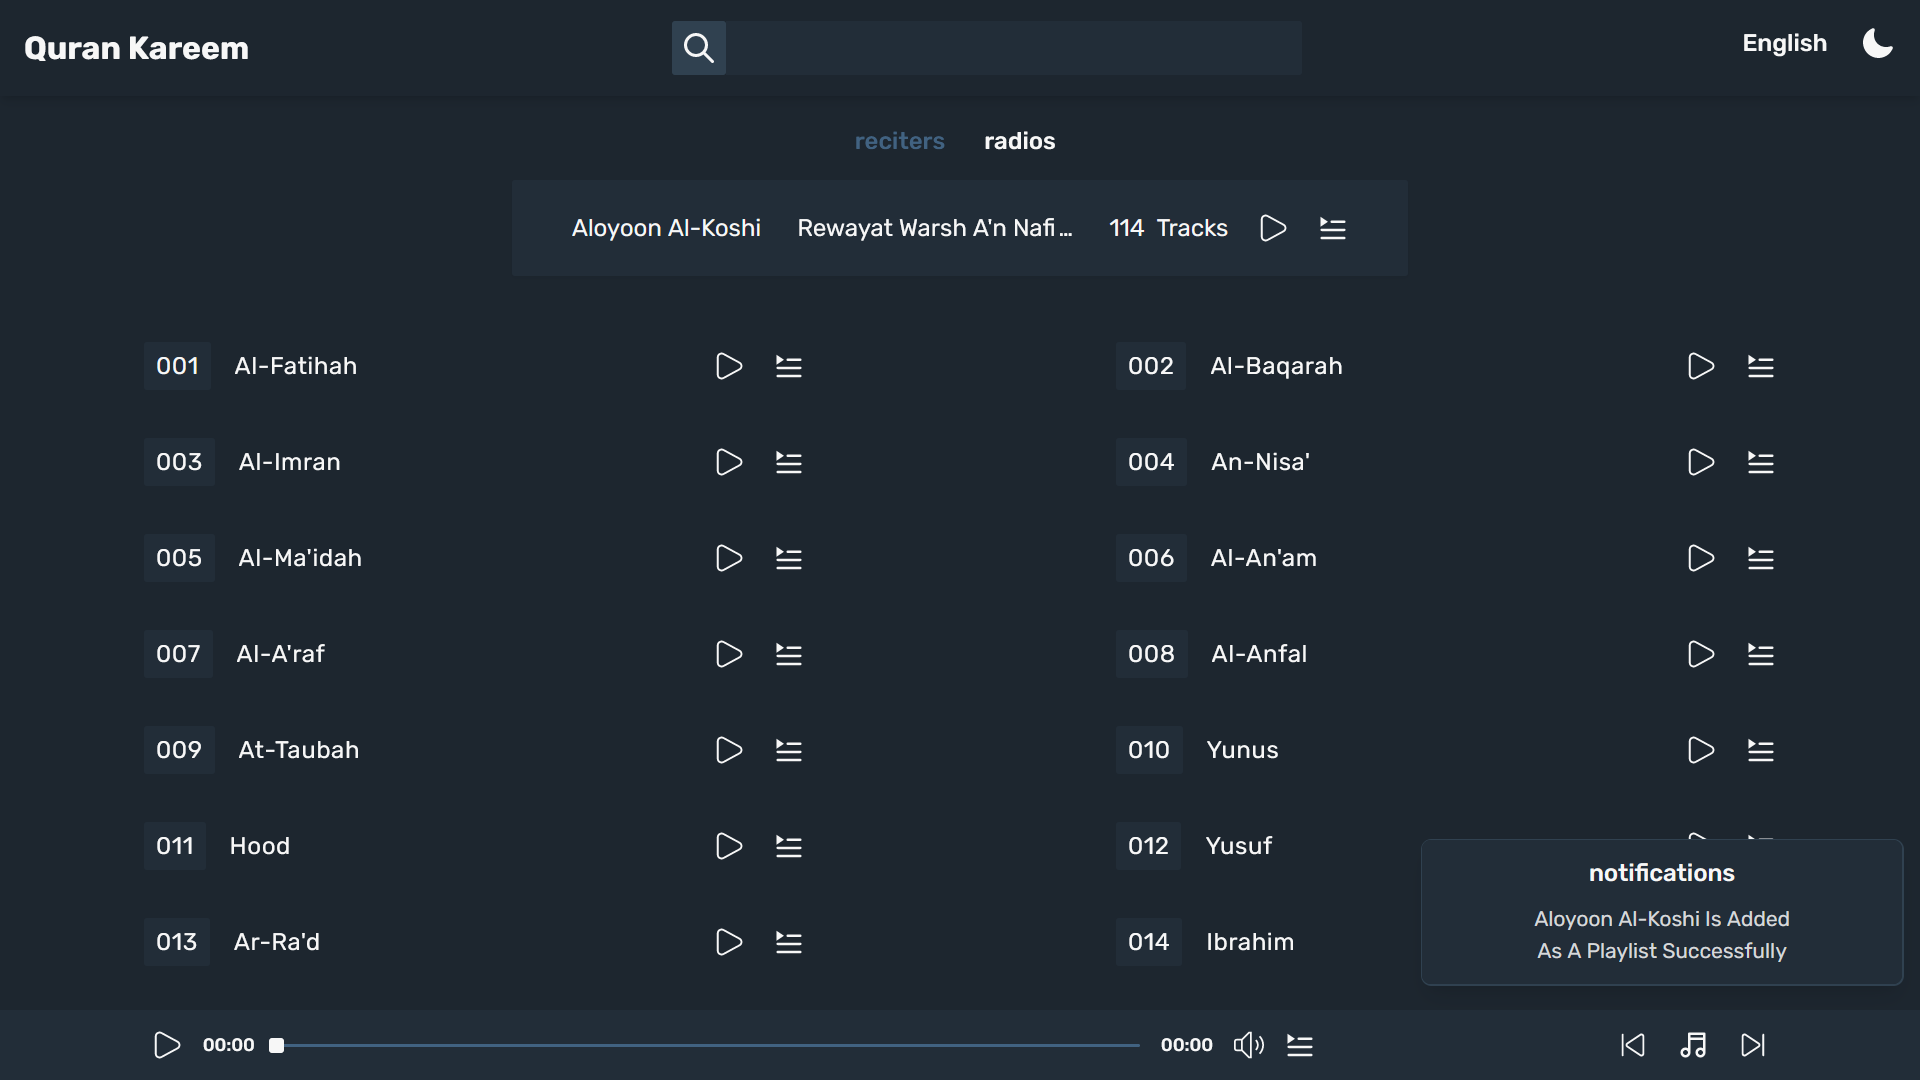 Quran Kareem
English
reciters radios
Aloyoon Al-Koshi Rewayat Warsh A'n Nafi... 114 Tracks
001 Al-Fatihah
002 Al-Baqarah
003 Al-Imran
004 An-Nisa'
005 Al-Ma'idah
006 Al-An'am
007 Al-A'raf
008 Al-Anfal
009 At-Taubah
010 Yunus
011 Hood
012 Yusuf
013 Ar-Ra'd
014 Ibrahim
notifications
Aloyoon Al-Koshi Is Added
As A Playlist Successfully
00:00 00:00